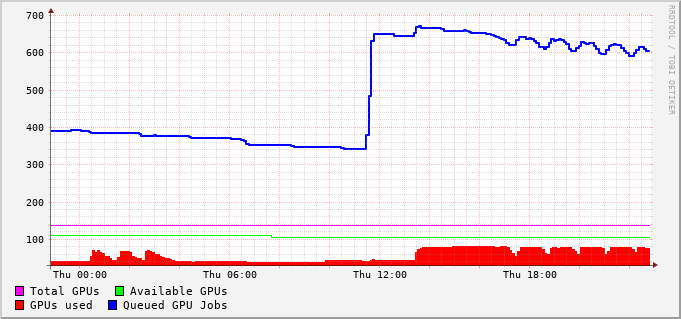 700
600
500
400
300
200
100
Thu 00:00 Thu 06:00 Thu 12:00 Thu 18:00
Total GPUs Available GPUs
GPUs used Queued GPU Jobs
RRDTOOL / TOBI OETIKER